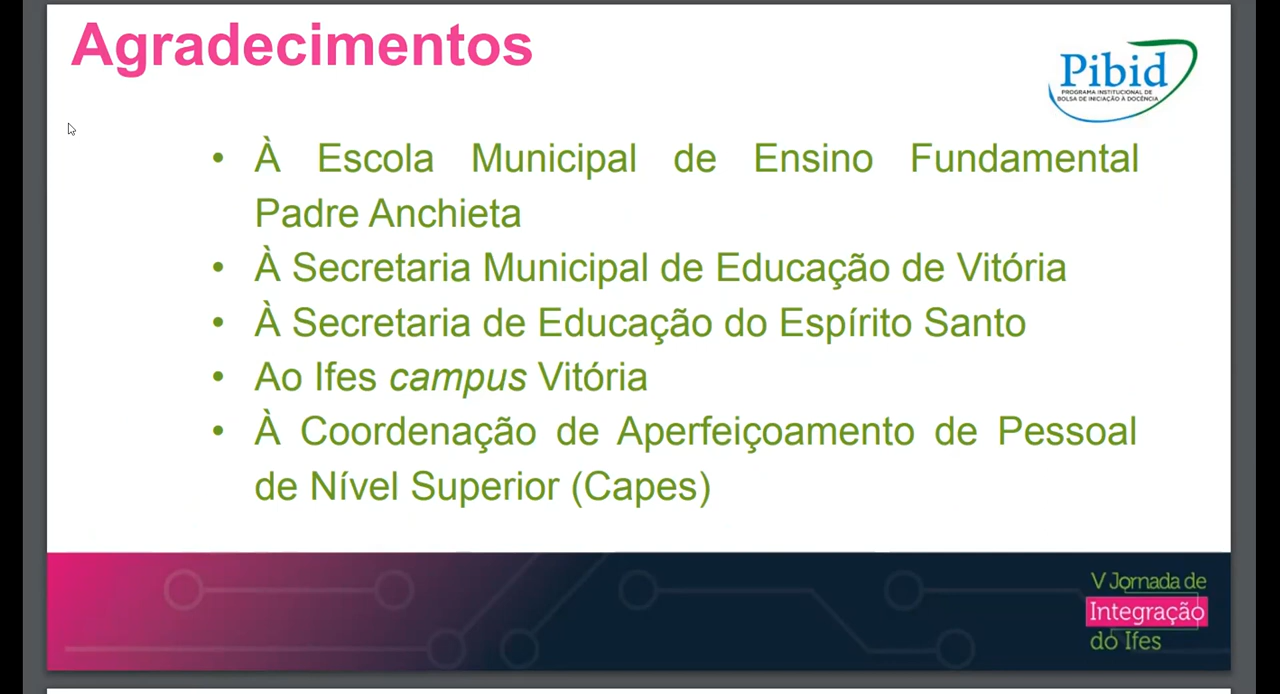 Agradecimentos
Pibid
PROGRAMA INSTITUCIONAL DE
BOLSA DE INICIAÇÃO À DOCÊNCIA
• À Escola Municipal de Ensino Fundamental
Padre Anchieta
• À Secretaria Municipal de Educação de Vitória
• À Secretaria de Educação do Espírito Santo
• Ao Ifes campus Vitória
• À Coordenação de Aperfeiçoamento de Pessoal
de Nível Superior (Capes)
V Jornada de
Integração
do Ifes